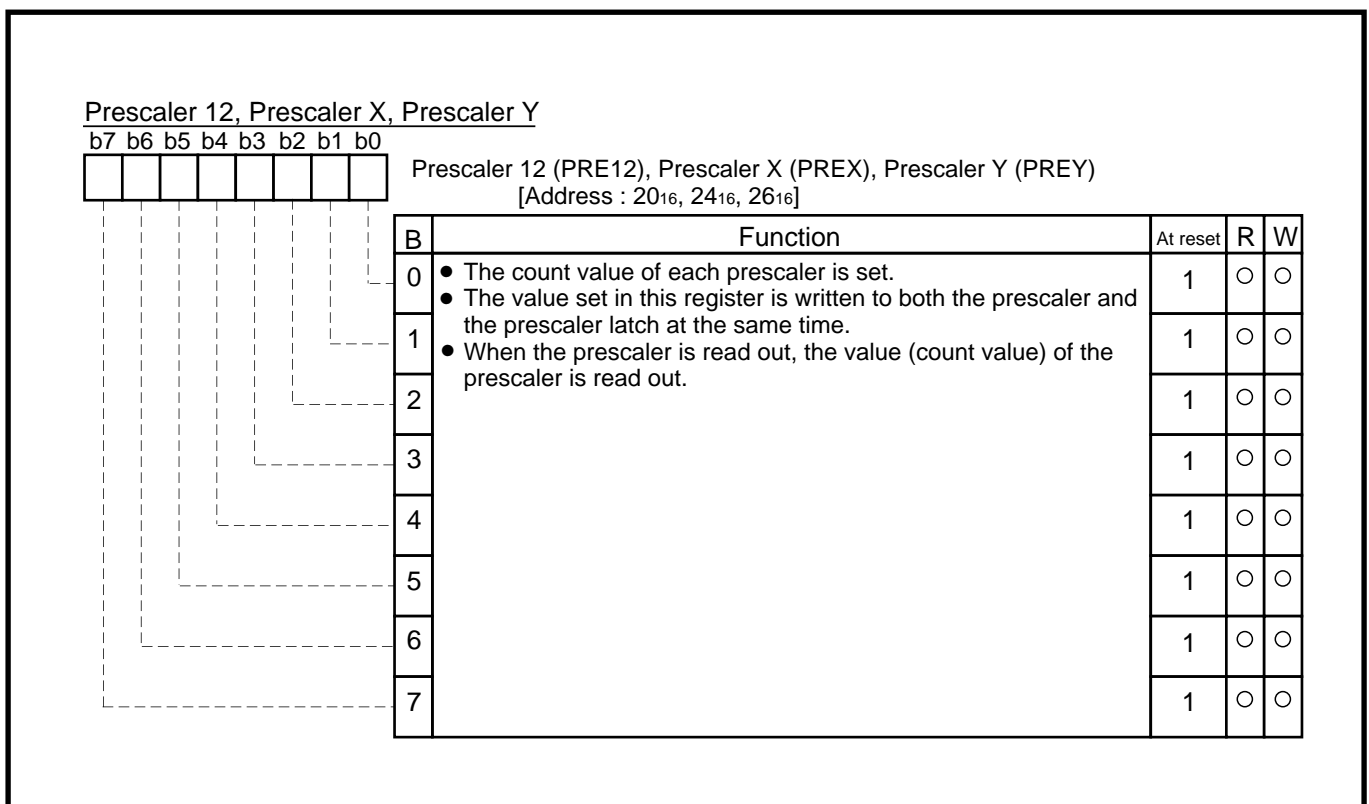 Prescaler 12, Prescaler X, Prescaler Y
b7 b6 b5 b4 b3 b2 b1 b0
Prescaler 12 (PRE12), Prescaler X (PREX), Prescaler Y (PREY)
[Address : 2016, 2416, 2616]
B Function At reset R W
0 ● The count value of each prescaler is set. 1 ○ ○
● The value set in this register is written to both the prescaler and
the prescaler latch at the same time.
1 1 ○ ○
● When the prescaler is read out, the value (count value) of the
prescaler is read out.
2 1 ○ ○
3 1 ○ ○
4 1 ○ ○
5 1 ○ ○
6 1 ○ ○
7 1 ○ ○